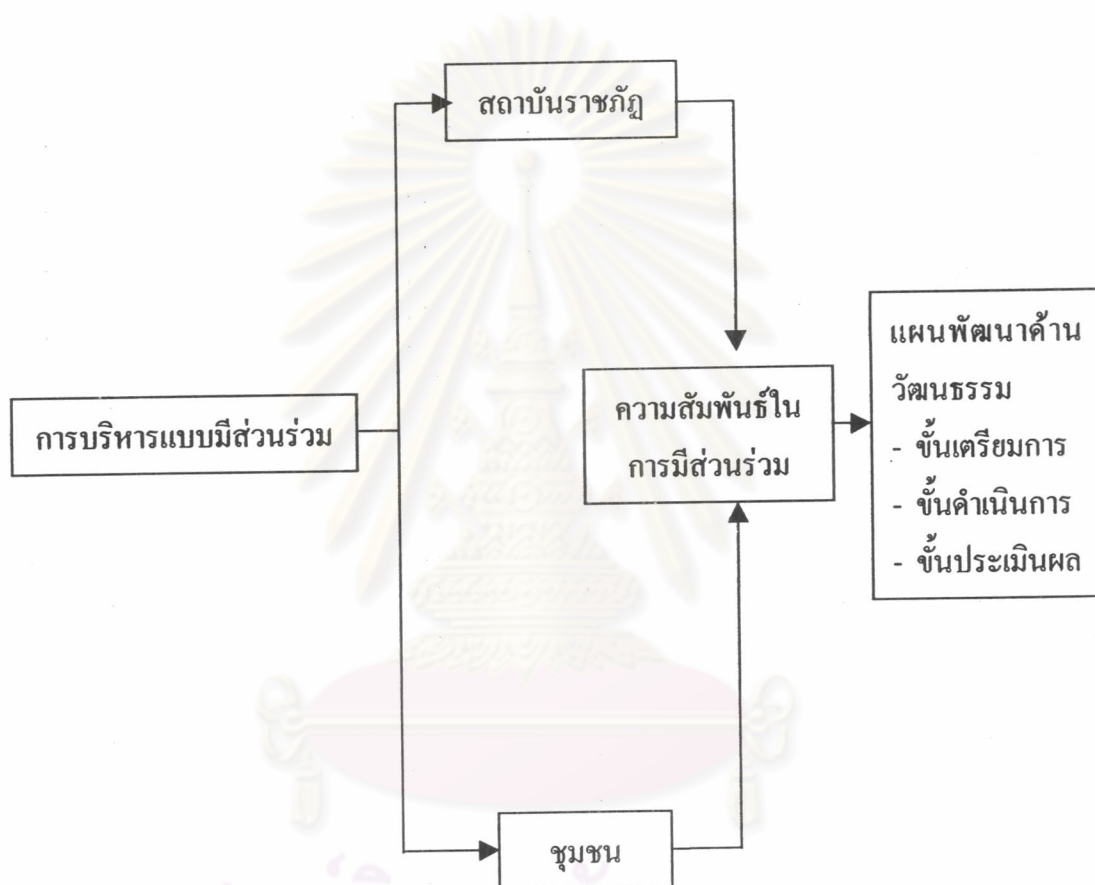 สถาบันราชภัฏ
การบริหารแบบมีส่วนร่วม
ความสัมพันธ์ใน
การมีส่วนร่วม
แผนพัฒนาด้าน
วัฒนธรรม
- ขั้นเตรียมการ
- ขั้นดำเนินการ
- ขั้นประเมินผล
ชุมชน